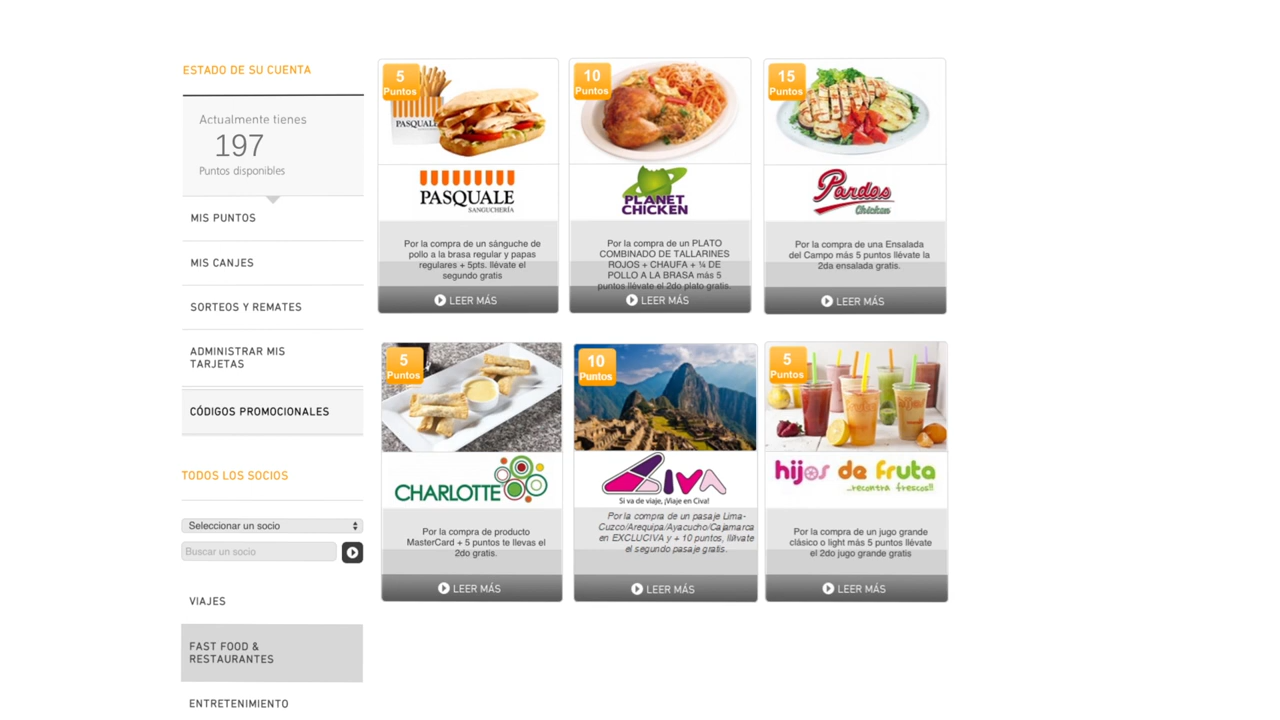 ESTADO DE SU CUENTA
Actualmente tienes
197
Puntos disponibles
MIS PUNTOS
MIS CANJES
SORTEOS Y REMATES
ADMINISTRAR MIS
TARJETAS
CÓDIGOS PROMOCIONALES
TODOS LOS SOCIOS
Seleccionar un socio
Buscar un socio
VIAJES
FAST FOOD &
RESTAURANTES
ENTRETENIMIENTO
5
Puntos
PASQUALE
PASQUALE
SANGUCHERÍA
Por la compra de un sánguche de
pollo a la brasa regular y papas
regulares + 5pts. llévate el
segundo gratis
LEER MÁS
10
Puntos
PLANET
CHICKEN
Por la compra de un PLATO
COMBINADO DE TALLARINES
ROJOS + CHAUFA + ¼ DE
POLLO A LA BRASA más 5
puntos llévate el 2do plato gratis.
LEER MÁS
15
Puntos
Pardos
Chicken
Por la compra de una Ensalada
del Campo más 5 puntos llévate la
2da ensalada gratis.
LEER MÁS
5
Puntos
CHARLOTTE
Por la compra de producto
MasterCard + 5 puntos te llevas el
2do gratis.
LEER MÁS
10
Puntos
CIVA
Si va de viaje, ¡Viaje en Civa!
Por la compra de un pasaje Lima-
Cuzco/Arequipa/Ayacucho/Cajamarca
en EXCLUCIVA y + 10 puntos, llévate
el segundo pasaje gratis.
LEER MÁS
5
Puntos
hijos de fruta
...recontra frescos!!!
Por la compra de un jugo grande
clásico o light más 5 puntos llévate
el 2do jugo grande gratis
LEER MÁS